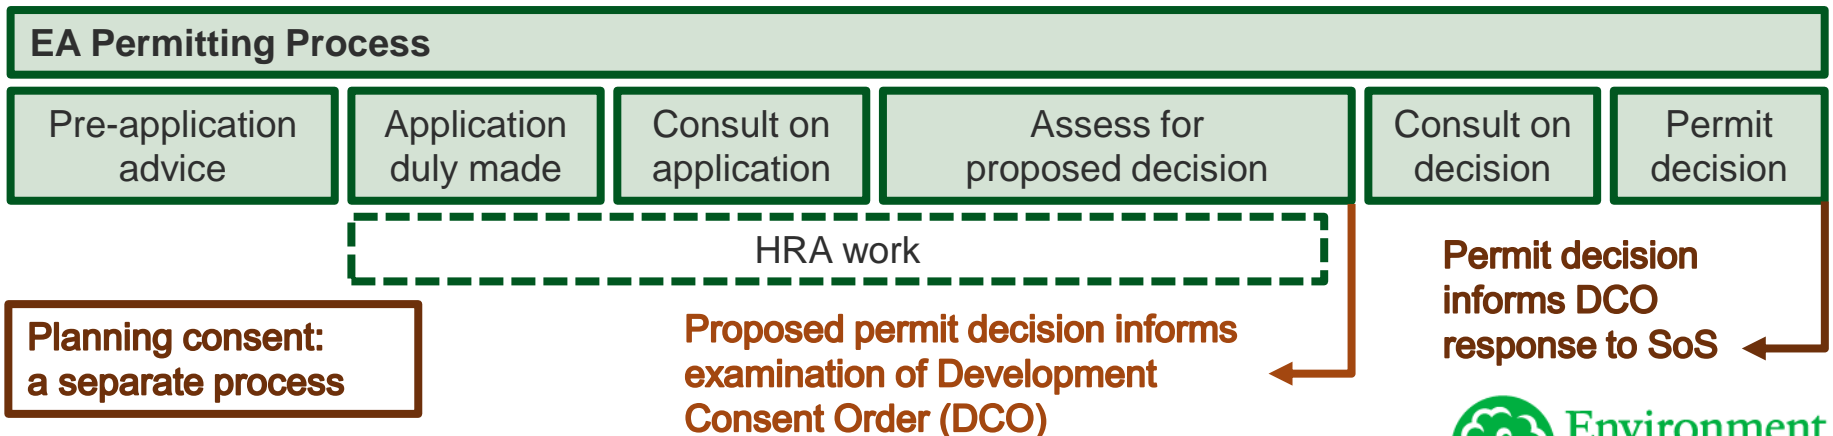 EA Permitting Process
Pre-application
advice
Application
duly made
Consult on
application
Assess for
proposed decision
Consult on
decision
Permit
decision
HRA work
Planning consent:
a separate process
Proposed permit decision informs
examination of Development
Consent Order (DCO)
Permit decision
informs DCO
response to SoS
Environment